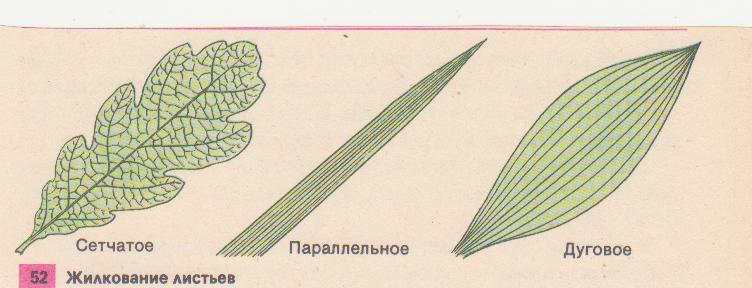 Сетчатое
Параллельное
Дуговое
52 Жилкование листьев